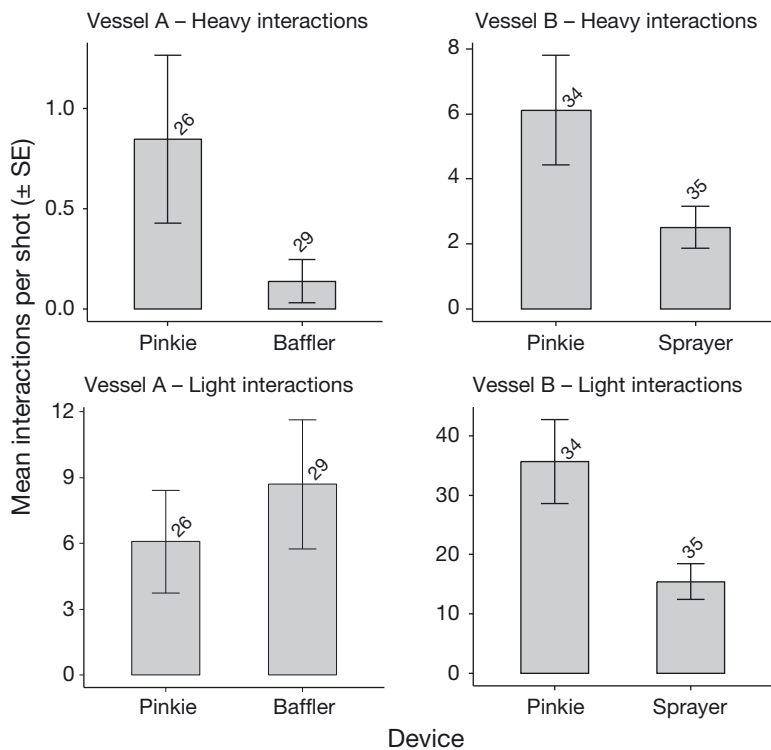 Mean interactions per shot (± SE)
Vessel A – Heavy interactions
1.0
0.5
0.0
26
29
Pinkie Baffler
Vessel B – Heavy interactions
8
6
4
2
0
34
35
Pinkie Sprayer
Vessel A – Light interactions
12
9
6
3
0
26
29
Pinkie Baffler
Vessel B – Light interactions
40
30
20
10
0
34
35
Pinkie Sprayer
Device